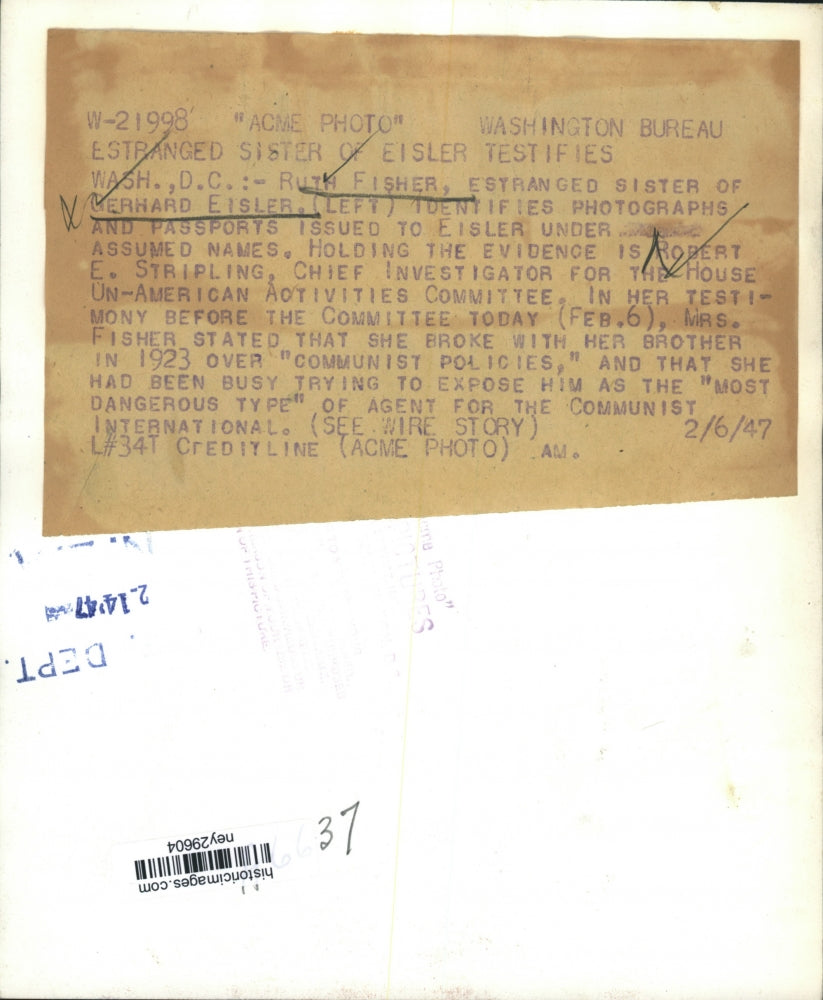 W-21998 "ACME PHOTO" WASHINGTON BUREAU
ESTRANGED SISTER OF EISLER TESTIFIES
WASH.,D.C.:- RUTH FISHER, ESTRANGED SISTER OF
GERHARD EISLER.(LEFT) IDENTIFIES PHOTOGRAPHS
AND PASSPORTS ISSUED TO EISLER UNDER
ASSUMED NAMES. HOLDING THE EVIDENCE IS ROBERT
E. STRIPLING, CHIEF INVESTIGATOR FOR THE HOUSE
UN-AMERICAN ACTIVITIES COMMITTEE. IN HER TESTI-
MONY BEFORE THE COMMITTEE TODAY (FEB.6), MRS.
FISHER STATED THAT SHE BROKE WITH HER BROTHER
IN 1923 OVER "COMMUNIST POLICIES," AND THAT SHE
HAD BEEN BUSY TRYING TO EXPOSE HIM AS THE "MOST
DANGEROUS TYPE" OF AGENT FOR THE COMMUNIST
INTERNATIONAL. (SEE WIRE STORY) 2/6/47
L#34T CREDITLINE (ACME PHOTO) AM.
2-14'47
DEPT.
Photo"
37
historicimages.com
ney29604